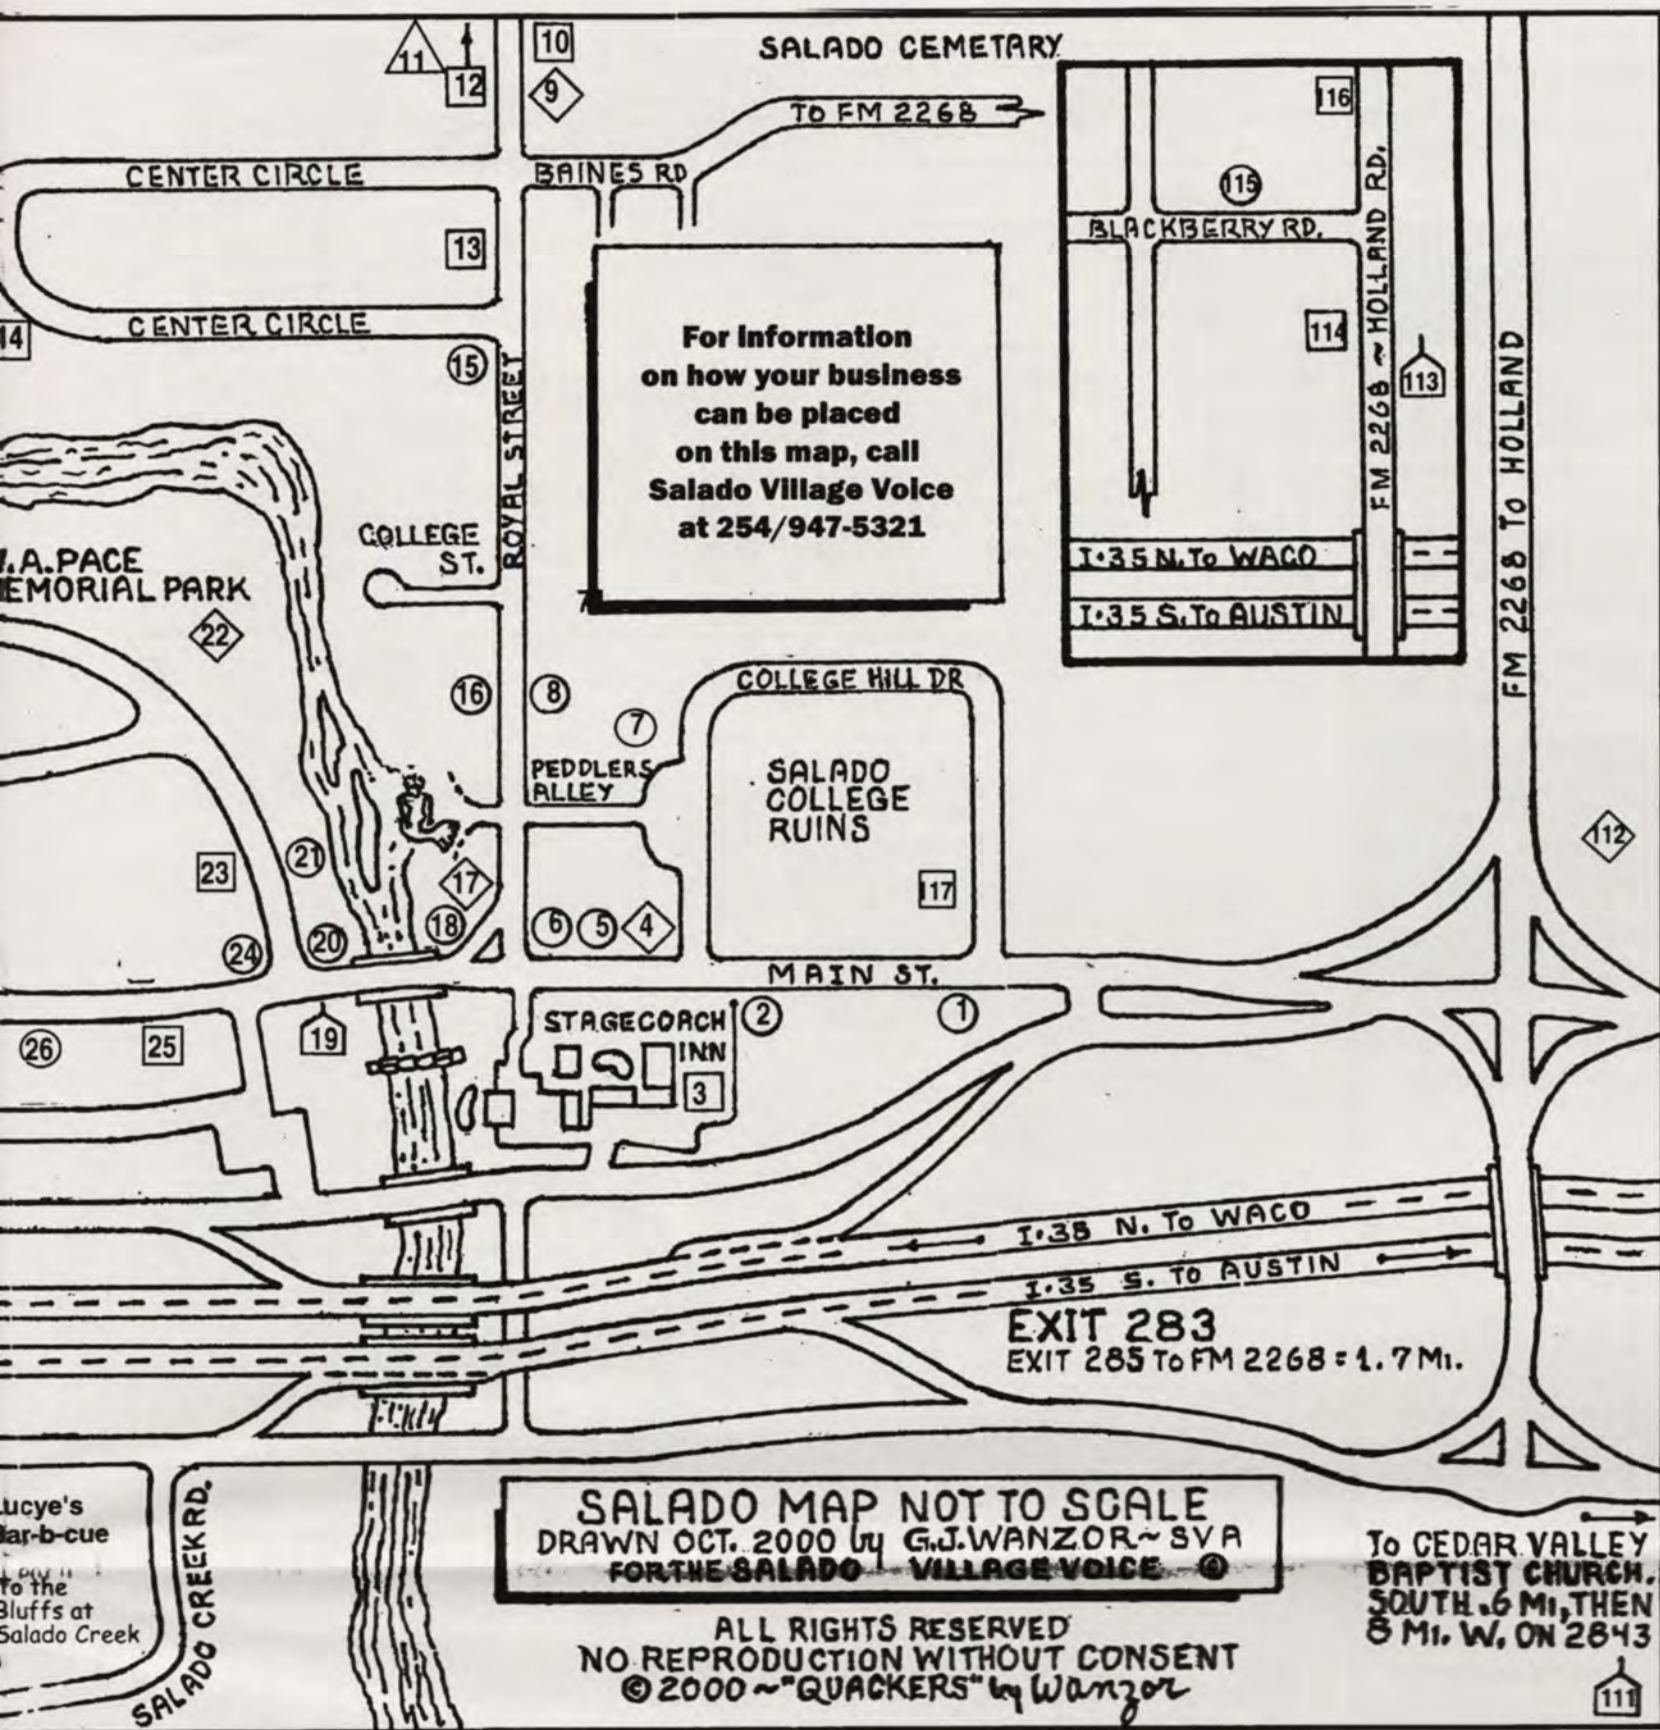 11
12
10
9
SALADO CEMETARY
TO FM 2268
CENTER CIRCLE
BAINES RD
13
CENTER CIRCLE
14
15
ROYAL STREET
For Information
on how your business
can be placed
on this map, call
Salado Village Voice
at 254/947-5321
7
116
115
BLACKBERRY RD.
114
FM 2268 ~ HOLLAND RD.
113
I·35 N. TO WACO
I·35 S. TO AUSTIN
FM 2268 TO HOLLAND
COLLEGE
ST.
.A. PACE
EMORIAL PARK
22
16
8
7
COLLEGE HILL DR
PEDDLERS
ALLEY
SALADO
COLLEGE
RUINS
112
23
21
17
117
24
20
18
6
5
4
MAIN ST.
26
25
19
STAGECOACH
INN
3
2
1
I·38 N. TO WACO
I·35 S. TO AUSTIN
EXIT 283
EXIT 285 TO FM 2268 = 1.7 MI.
ucye's
ar-b-cue
To the
Bluffs at
Salado Creek
SALADO CREEK RD.
SALADO MAP NOT TO SCALE
DRAWN OCT. 2000 by G.J.WANZOR~SVA
FOR THE SALADO VILLAGE VOICE ©
ALL RIGHTS RESERVED
NO REPRODUCTION WITHOUT CONSENT
© 2000 ~ "QUACKERS" by Wanzor
TO CEDAR VALLEY
BAPTIST CHURCH.
SOUTH .6 MI, THEN
8 MI. W. ON 2843
111